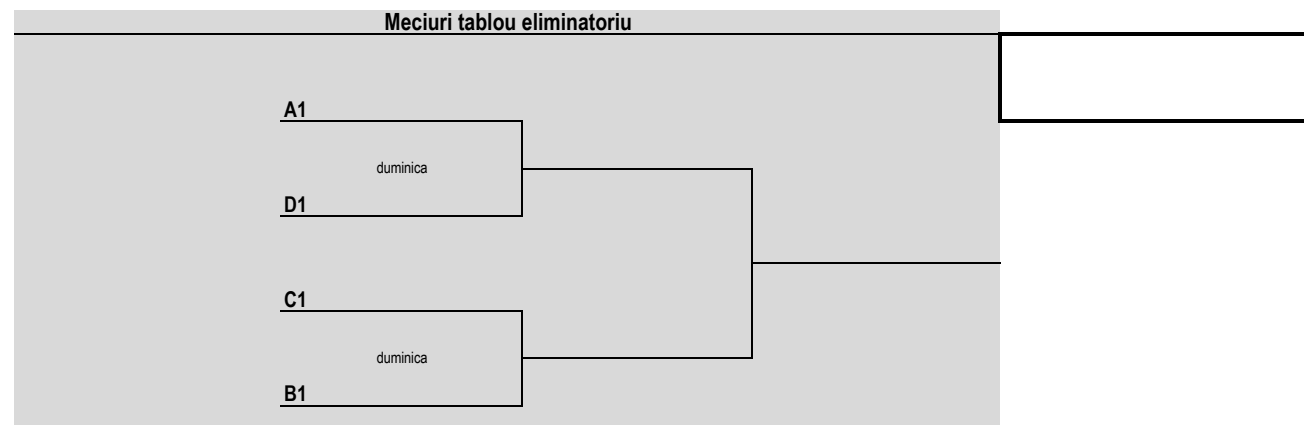 Meciuri tablou eliminatoriu
A1
duminica
D1
C1
duminica
B1